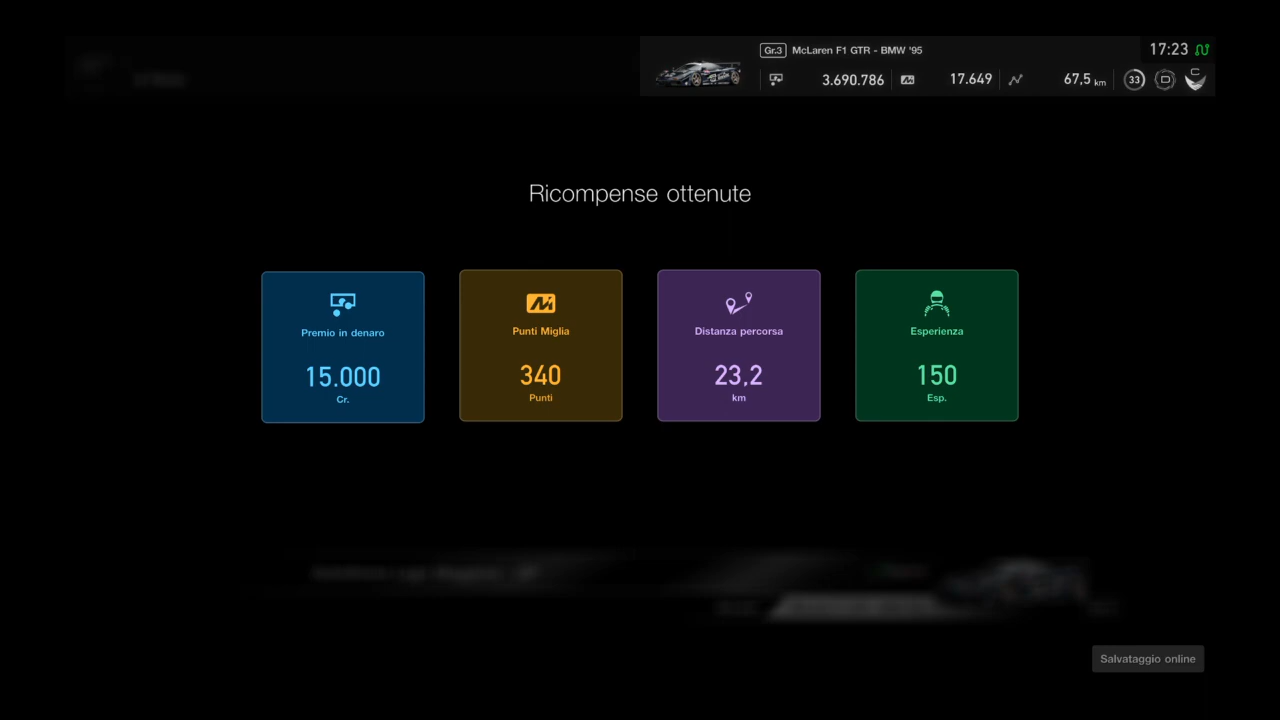 Gr.3 McLaren F1 GTR - BMW '95
17:23
3.690.786
17.649
67,5 km
33
D
C
Ricompense ottenute
Premio in denaro
15.000
Cr.
Punti Miglia
340
Punti
Distanza percorsa
23,2
km
Esperienza
150
Esp.
Salvataggio online